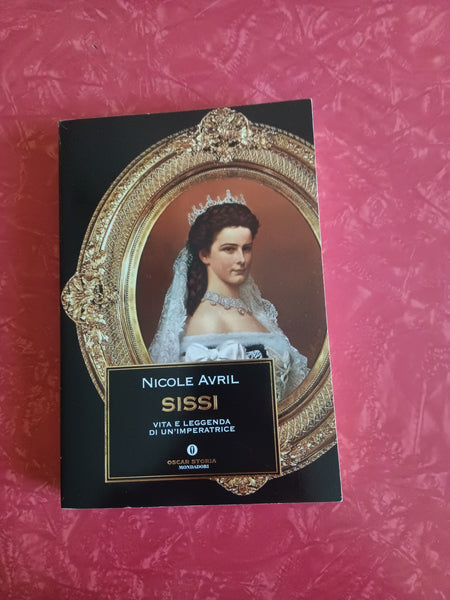 NICOLE AVRIL
SISSI
VITA E LEGGENDA
DI UN'IMPERATRICE
OSCAR STORIA
MONDADORI